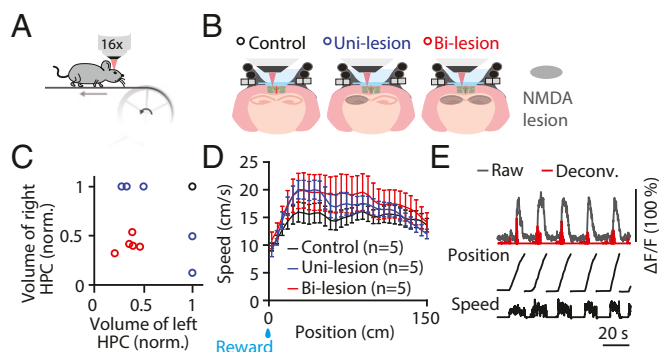 A
16x
B
Control
Uni-lesion
Bi-lesion
NMDA
lesion
C
Volume of right
HPC (norm.)
1
0.5
0
0
0.5
1
Volume of left
HPC (norm.)
D
Speed (cm/s)
25
20
15
10
5
0
Control (n=5)
Uni-lesion (n=5)
Bi-lesion (n=5)
0
150
Position (cm)
Reward
E
Raw
Deconv.
ΔF/F (100 %)
Position
Speed
20 s